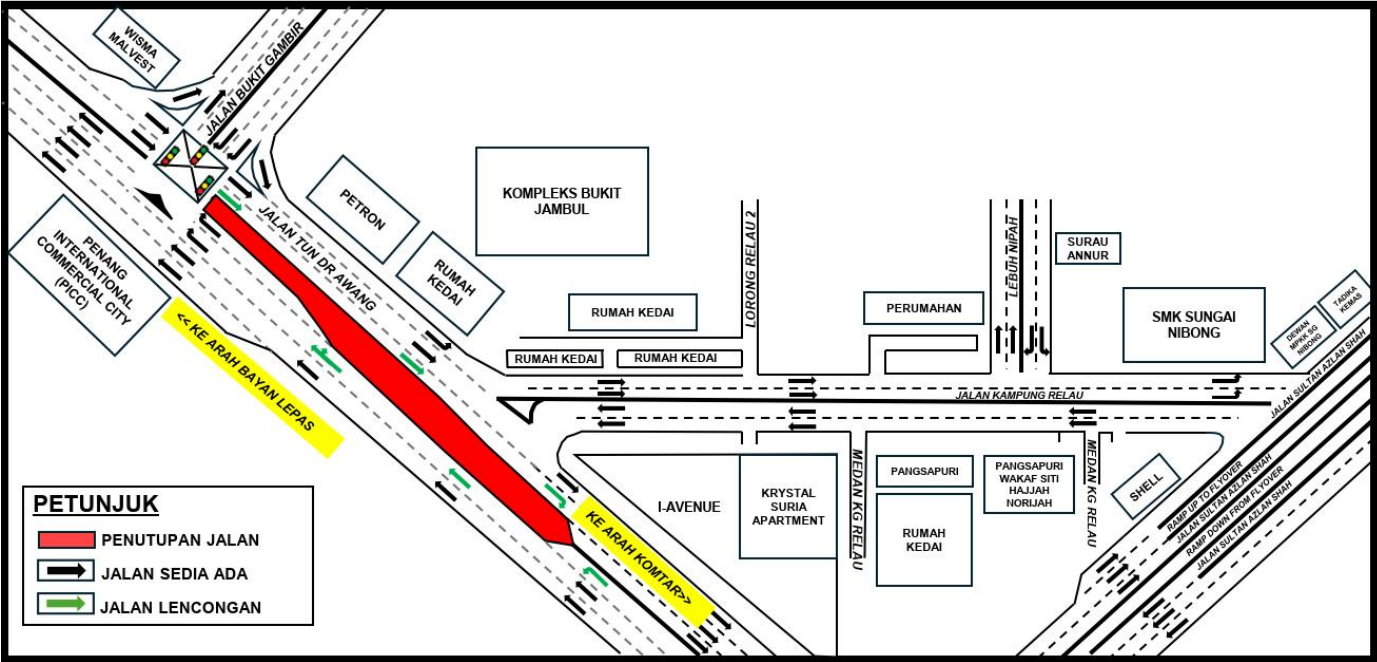 WISMA
MALVEST
JALAN BUKIT GAMBIR
PETRON
KOMPLEKS BUKIT
JAMBUL
JALAN TUN DR AWANG
RUMAH
KEDAI
PENANG
INTERNATIONAL
COMMERCIAL CITY
(PICC)
<< KE ARAH BAYAN LEPAS
RUMAH KEDAI
RUMAH KEDAI
RUMAH KEDAI
LORONG RELAU 2
PERUMAHAN
LEBUH NIPAH
SURAU
ANNUR
SMK SUNGAI
NIBONG
DEWAN
MPKK SG
NIBONG
TADIKA
KEMAS
JALAN SULTAN AZLAN SHAH
JALAN KAMPUNG RELAU
I-AVENUE
KRYSTAL
SURIA
APARTMENT
MEDAN KG RELAU
PANGSAPURI
RUMAH
KEDAI
PANGSAPURI
WAKAF SITI
HAJJAH
NORIJAH
MEDAN KG RELAU
SHELL
RAMP UP TO FLYOVER
JALAN SULTAN AZLAN SHAH
RAMP DOWN FROM FLYOVER
JALAN SULTAN AZLAN SHAH
KE ARAH KOMTAR>>
PETUNJUK
PENUTUPAN JALAN
JALAN SEDIA ADA
JALAN LENCONGAN